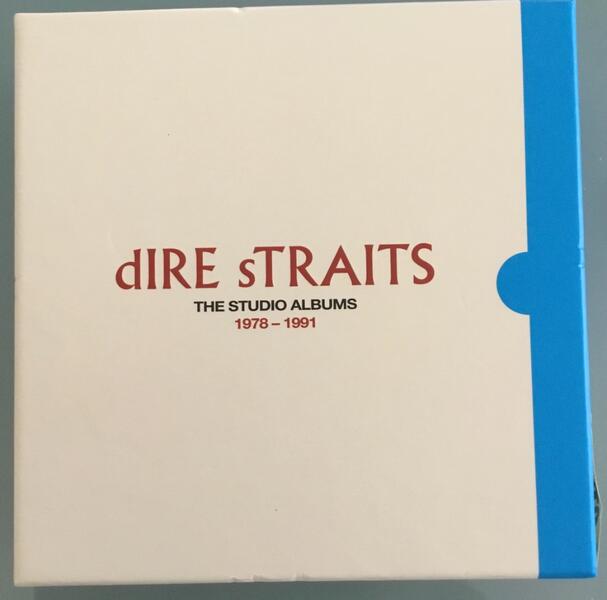 dIRE sTRAITS
THE STUDIO ALBUMS
1978 – 1991